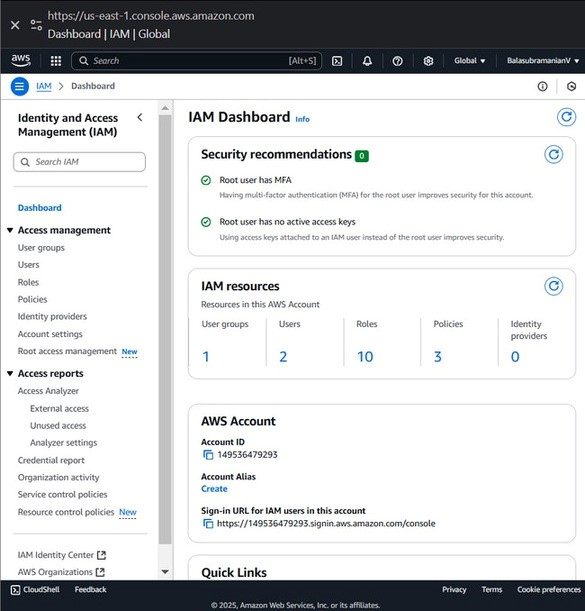 https://us-east-1.console.aws.amazon.com
Dashboard | IAM | Global
aws
Search [Alt+S]
Global
BalasubramanianV
IAM > Dashboard
Identity and Access
Management (IAM)
Search IAM
Dashboard
Access management
User groups
Users
Roles
Policies
Identity providers
Account settings
Root access management New
Access reports
Access Analyzer
External access
Unused access
Analyzer settings
Credential report
Organization activity
Service control policies
Resource control policies New
IAM Identity Center
AWS Organizations
IAM Dashboard Info
Security recommendations 0
Root user has MFA
Having multi-factor authentication (MFA) for the root user improves security for this account.
Root user has no active access keys
Using access keys attached to an IAM user instead of the root user improves security.
IAM resources
Resources in this AWS Account
User groups
1
Users
2
Roles
10
Policies
3
Identity
providers
0
AWS Account
Account ID
149536479293
Account Alias
Create
Sign-in URL for IAM users in this account
https://149536479293.signin.aws.amazon.com/console
Quick Links
CloudShell Feedback Privacy Terms Cookie preferences
© 2025, Amazon Web Services, Inc. or its affiliates.